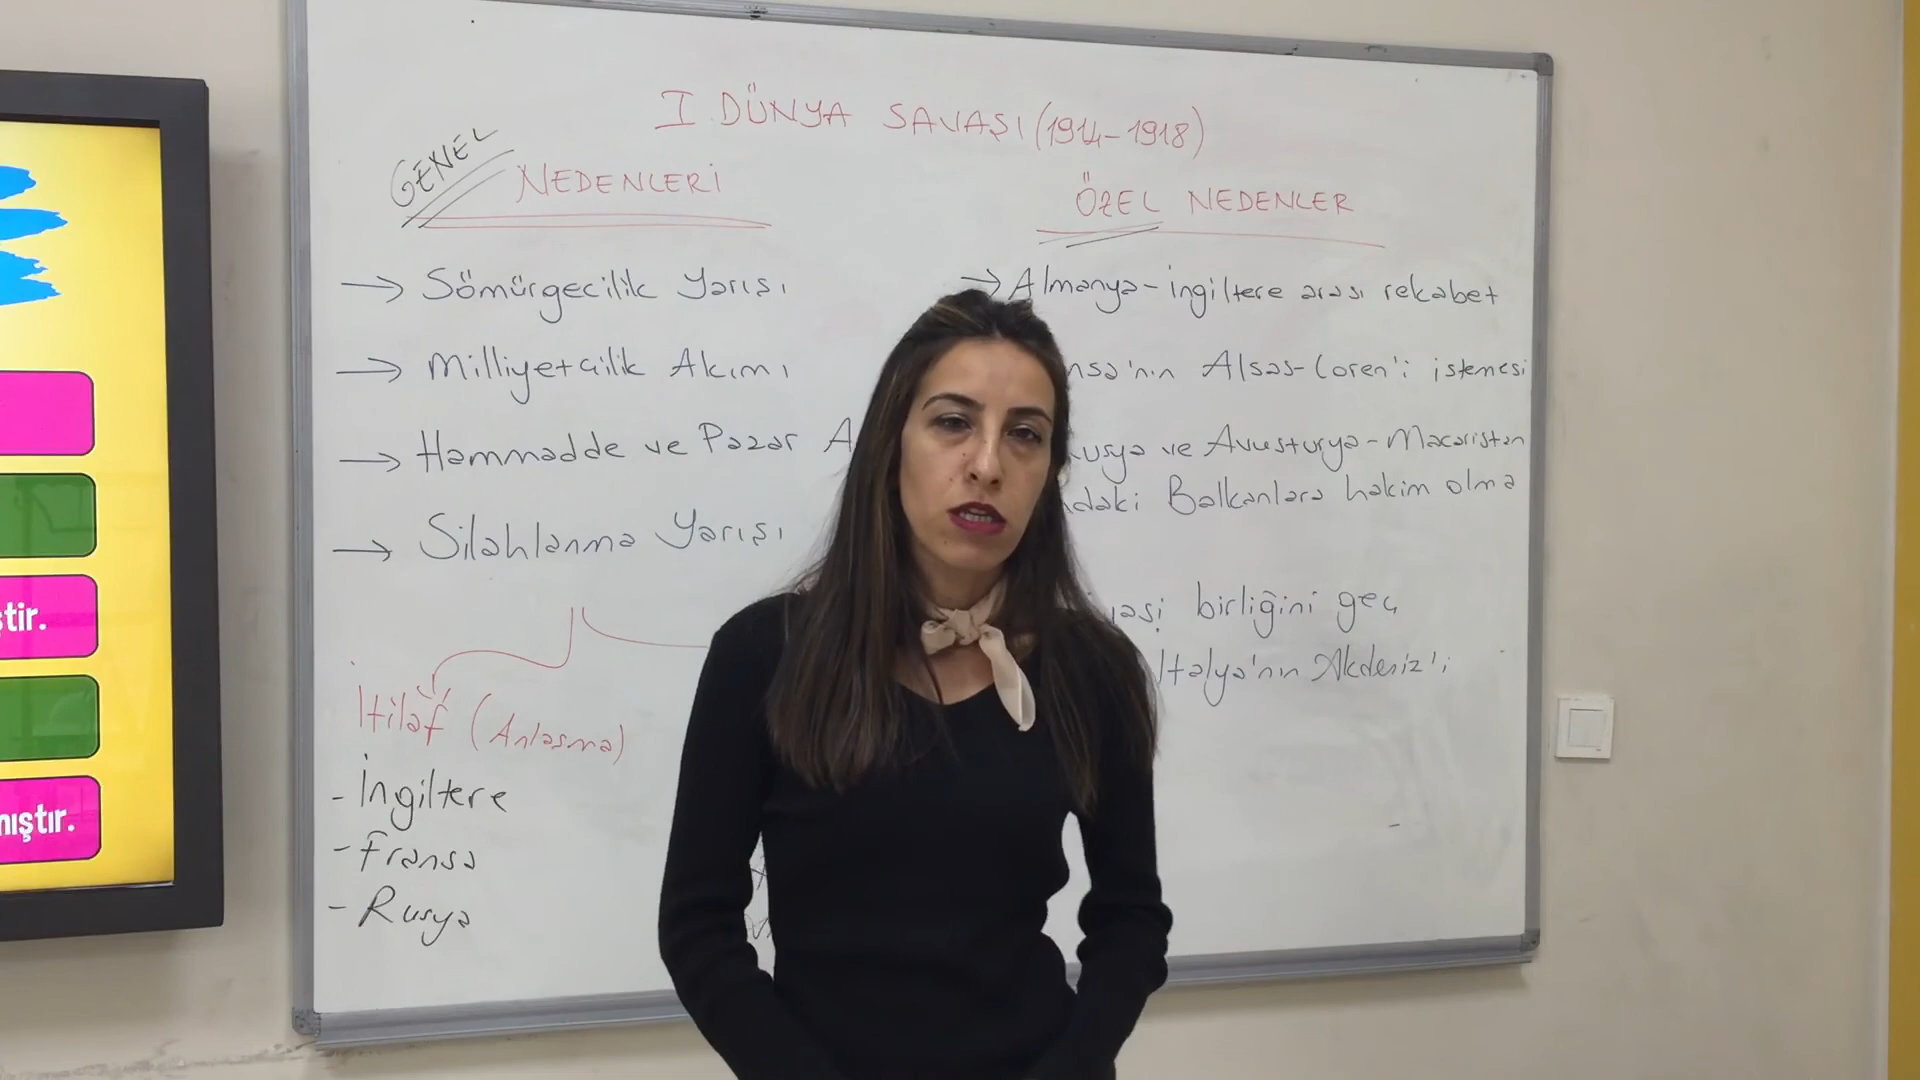 I. DÜNYA SAVAŞI (1914-1918)
GENEL NEDENLERİ
→ Sömürgecilik Yarışı
→ Milliyetçilik Akımı
→ Hammadde ve Pazar A
→ Silahlanma Yarışı
İtilaf (Anlaşma)
- İngiltere
- Fransa
- Rusya
ÖZEL NEDENLER
→ Almanya-İngiltere arası rekabet
nsa'nın Alsas-Loren'i istemesi
usya ve Avusturya-Macaristan
ndaki Balkanlara hakim olma
yasi birliğini geç
İtalya'nın Akdeniz'i
ştir.
mıştır.